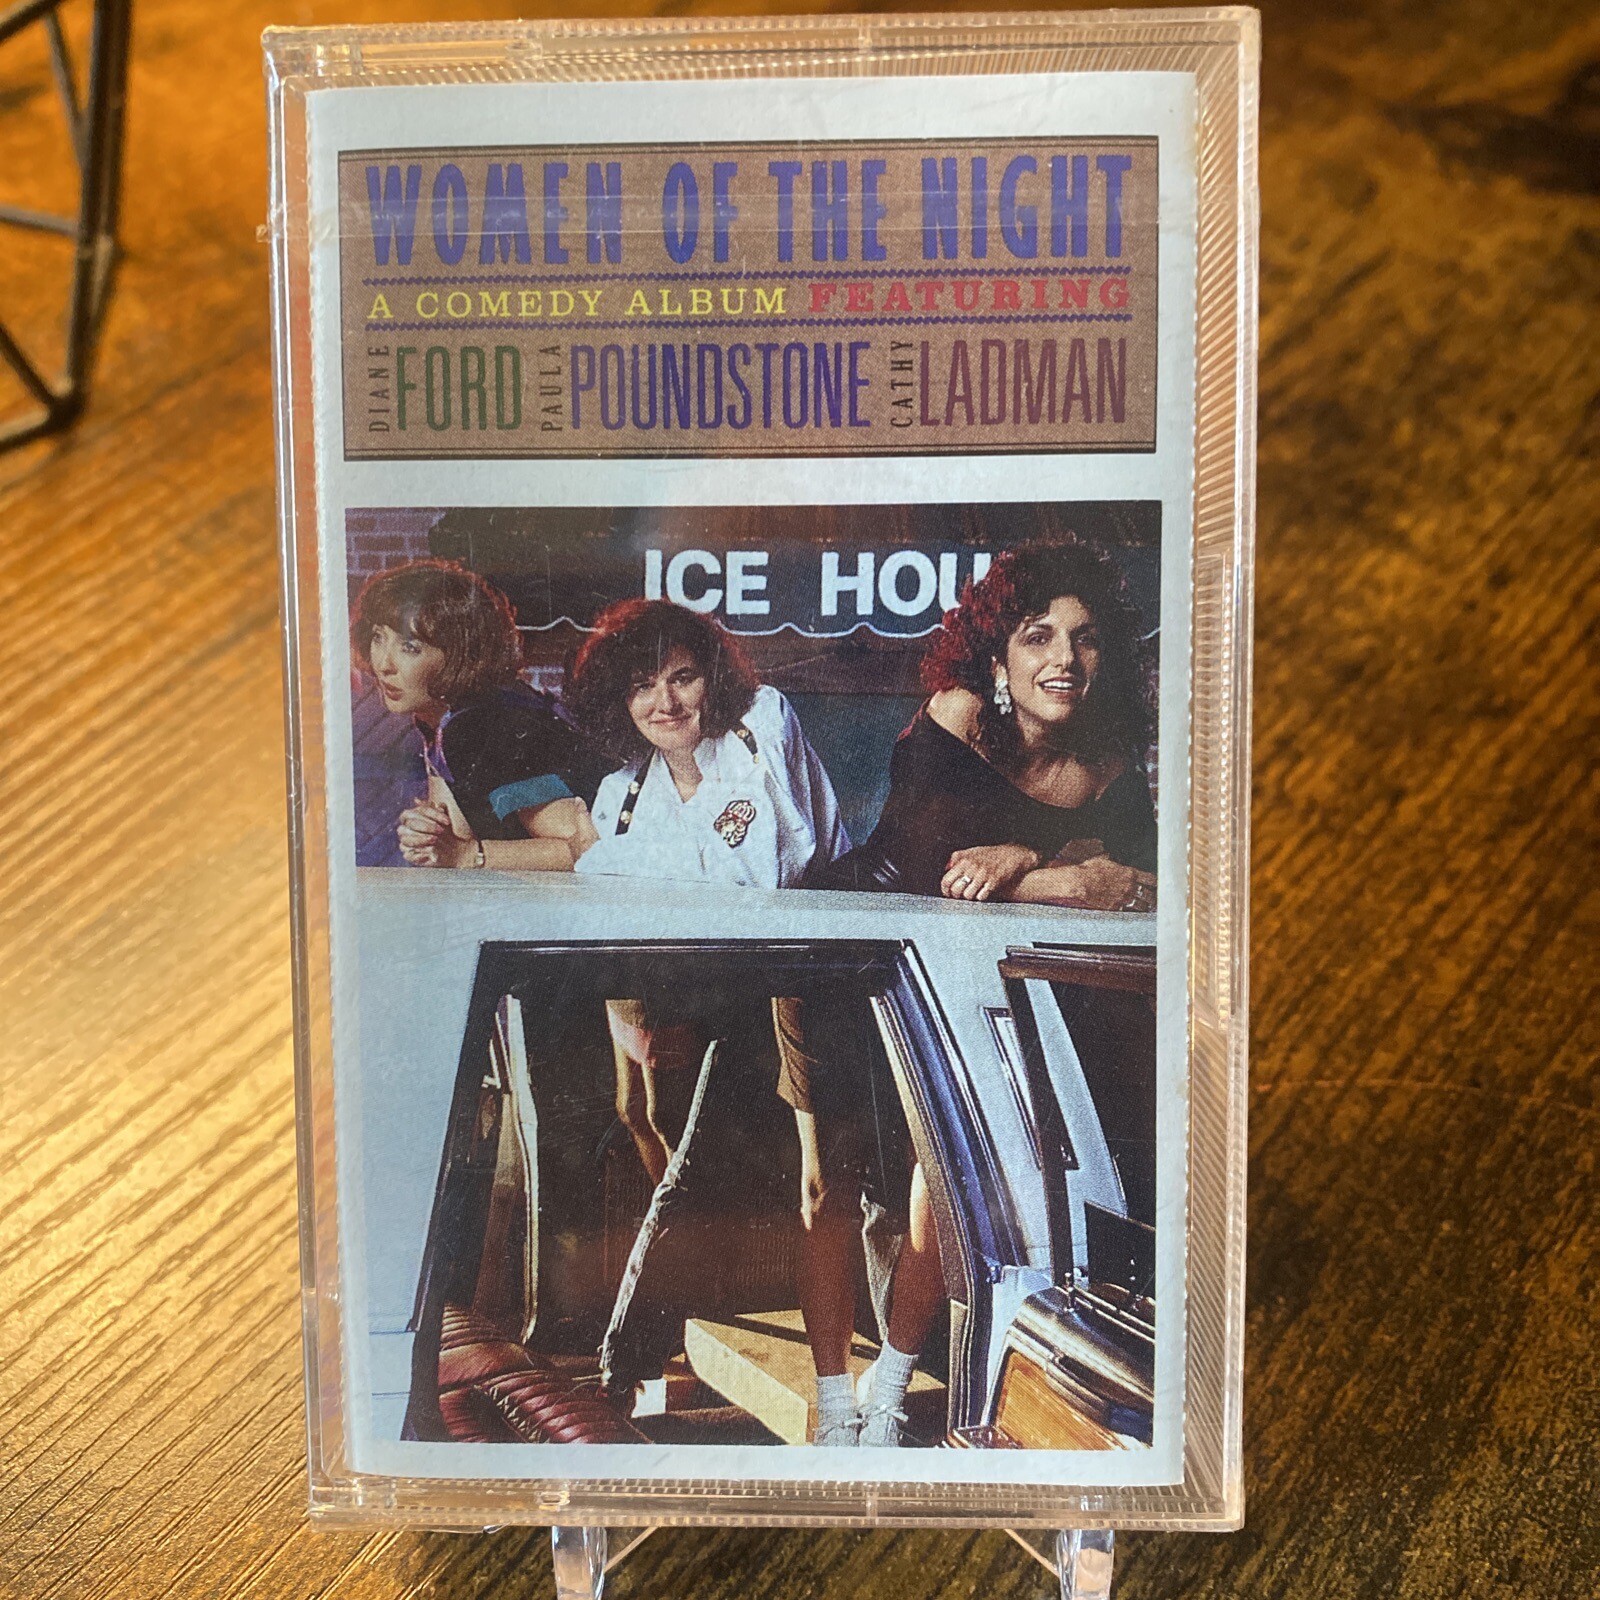 WOMEN OF THE NIGHT
A COMEDY ALBUM FEATURING
DIANE FORD PAULA POUNDSTONE CATHY LADMAN
ICE HOU